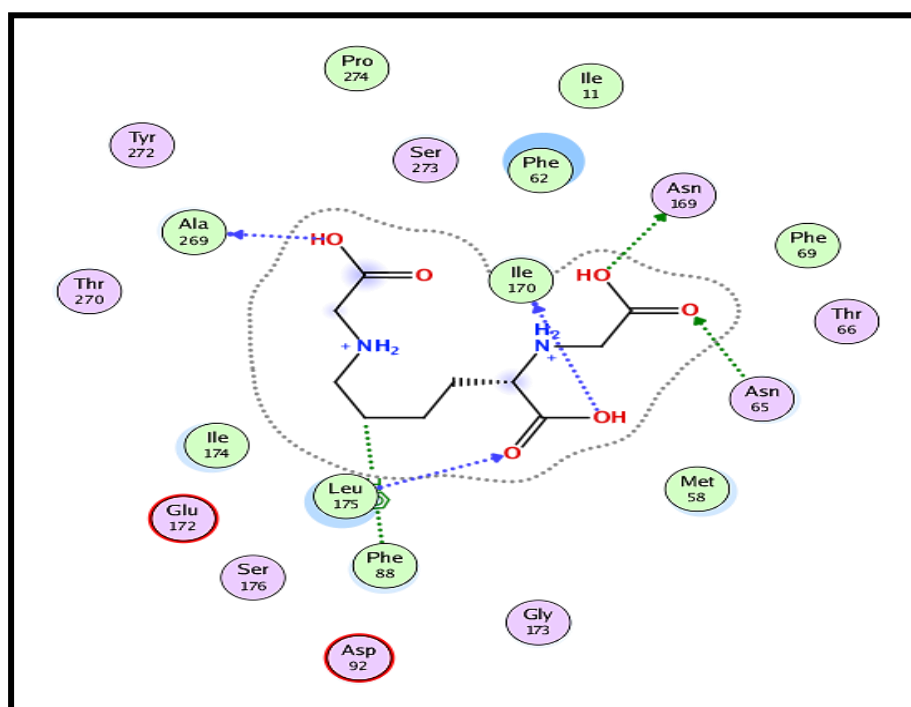 Pro
274
Ile
11
Tyr
272
Ser
273
Phe
62
Asn
169
Ala
269
HO
O
Ile
170
HO
Phe
69
Thr
270
O
Thr
66
+ NH2
H2
N
+
Asn
65
OH
O
Ile
174
Leu
175
Met
58
Glu
172
Phe
88
Ser
176
Gly
173
Asp
92